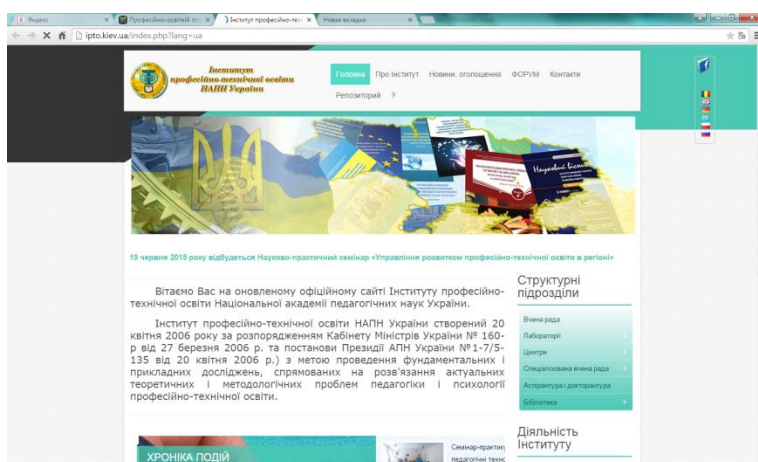 Яндекс
Професійно-освітній по
Інститут професійно-тех
Новая вкладка
ipto.kiev.ua/index.php?lang=ua
Інститут
професійно-технічної освіти
НАПН України
Головна Про Інститут Новини, оголошення ФОРУМ Контакти
Репозиторий ?
Науковий вісник
19 червня 2015 року відбудеться Науково-практичний семінар «Управління розвитком професійно-технічної освіти в регіоні»
Вітаємо Вас на оновленому офіційному сайті Інституту професійно-
технічної освіти Національної академії педагогічних наук України.
Інститут професійно-технічної освіти НАПН України створений 20
квітня 2006 року за розпорядженням Кабінету Міністрів України № 160-
р від 27 березня 2006 р. та постанови Президії АПН України №1-7/5-
135 від 20 квітня 2006 р.) з метою проведення фундаментальних і
прикладних досліджень, спрямованих на розв'язання актуальних
теоретичних і методологічних проблем педагогіки і психології
професійно-технічної освіти.
Структурні
підрозділи
Вчена рада
Лабораторії
Центри
Спеціалізована вчена рада
Аспірантура і докторантура
Бібліотека
Діяльність
Інституту
ХРОНІКА ПОДІЙ
Семінар-практику
педагогічні техно